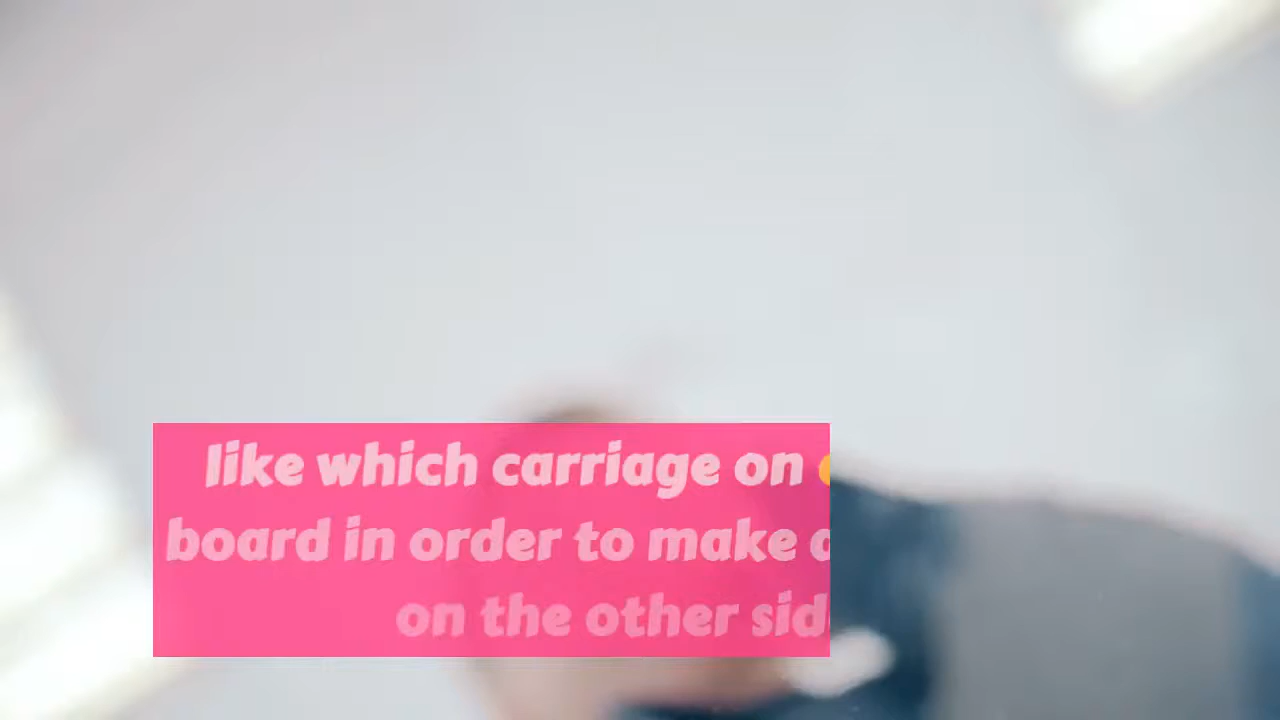 like which carriage on
board in order to make
on the other